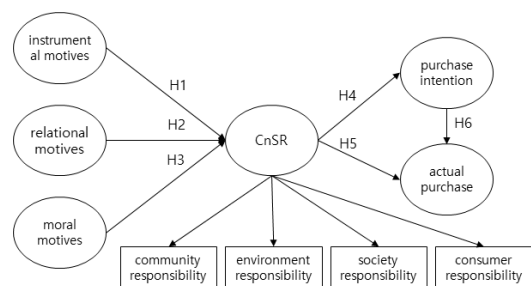 instrument
al motives
relational
motives
moral
motives
H1
H2
H3
CnSR
H4
H5
H6
purchase
intention
actual
purchase
community
responsibility
environment
responsibility
society
responsibility
consumer
responsibility